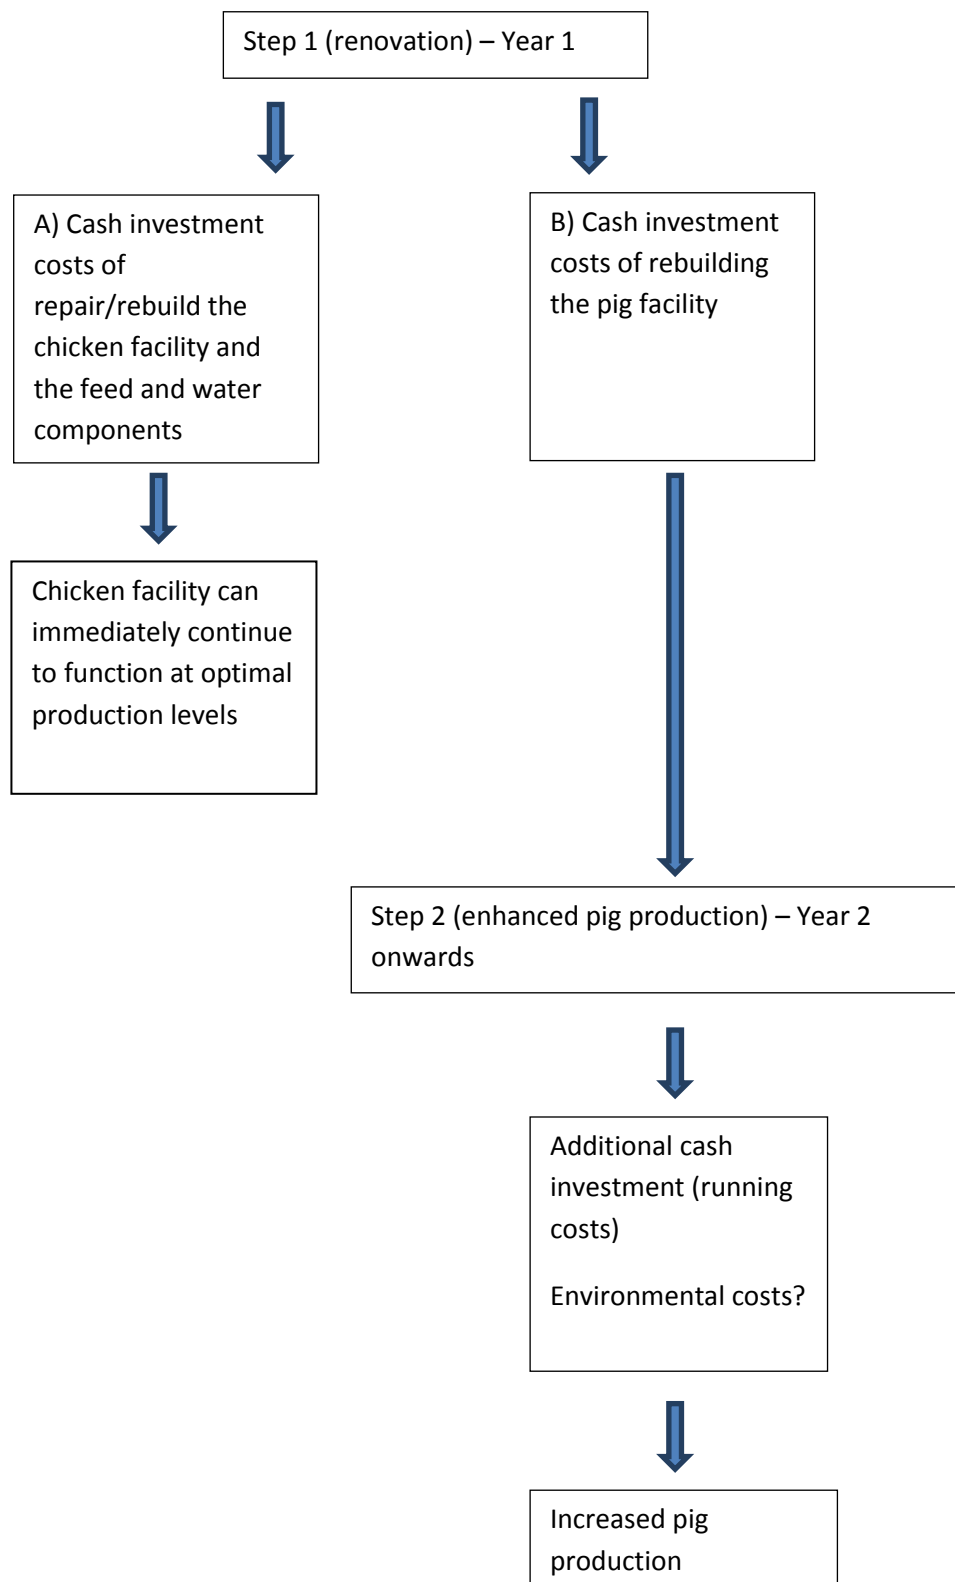 Step 1 (renovation) – Year 1
A) Cash investment
costs of
repair/rebuild the
chicken facility and
the feed and water
components
B) Cash investment
costs of rebuilding
the pig facility
Chicken facility can
immediately continue
to function at optimal
production levels
Step 2 (enhanced pig production) – Year 2
onwards
Additional cash
investment (running
costs)
Environmental costs?
Increased pig
production